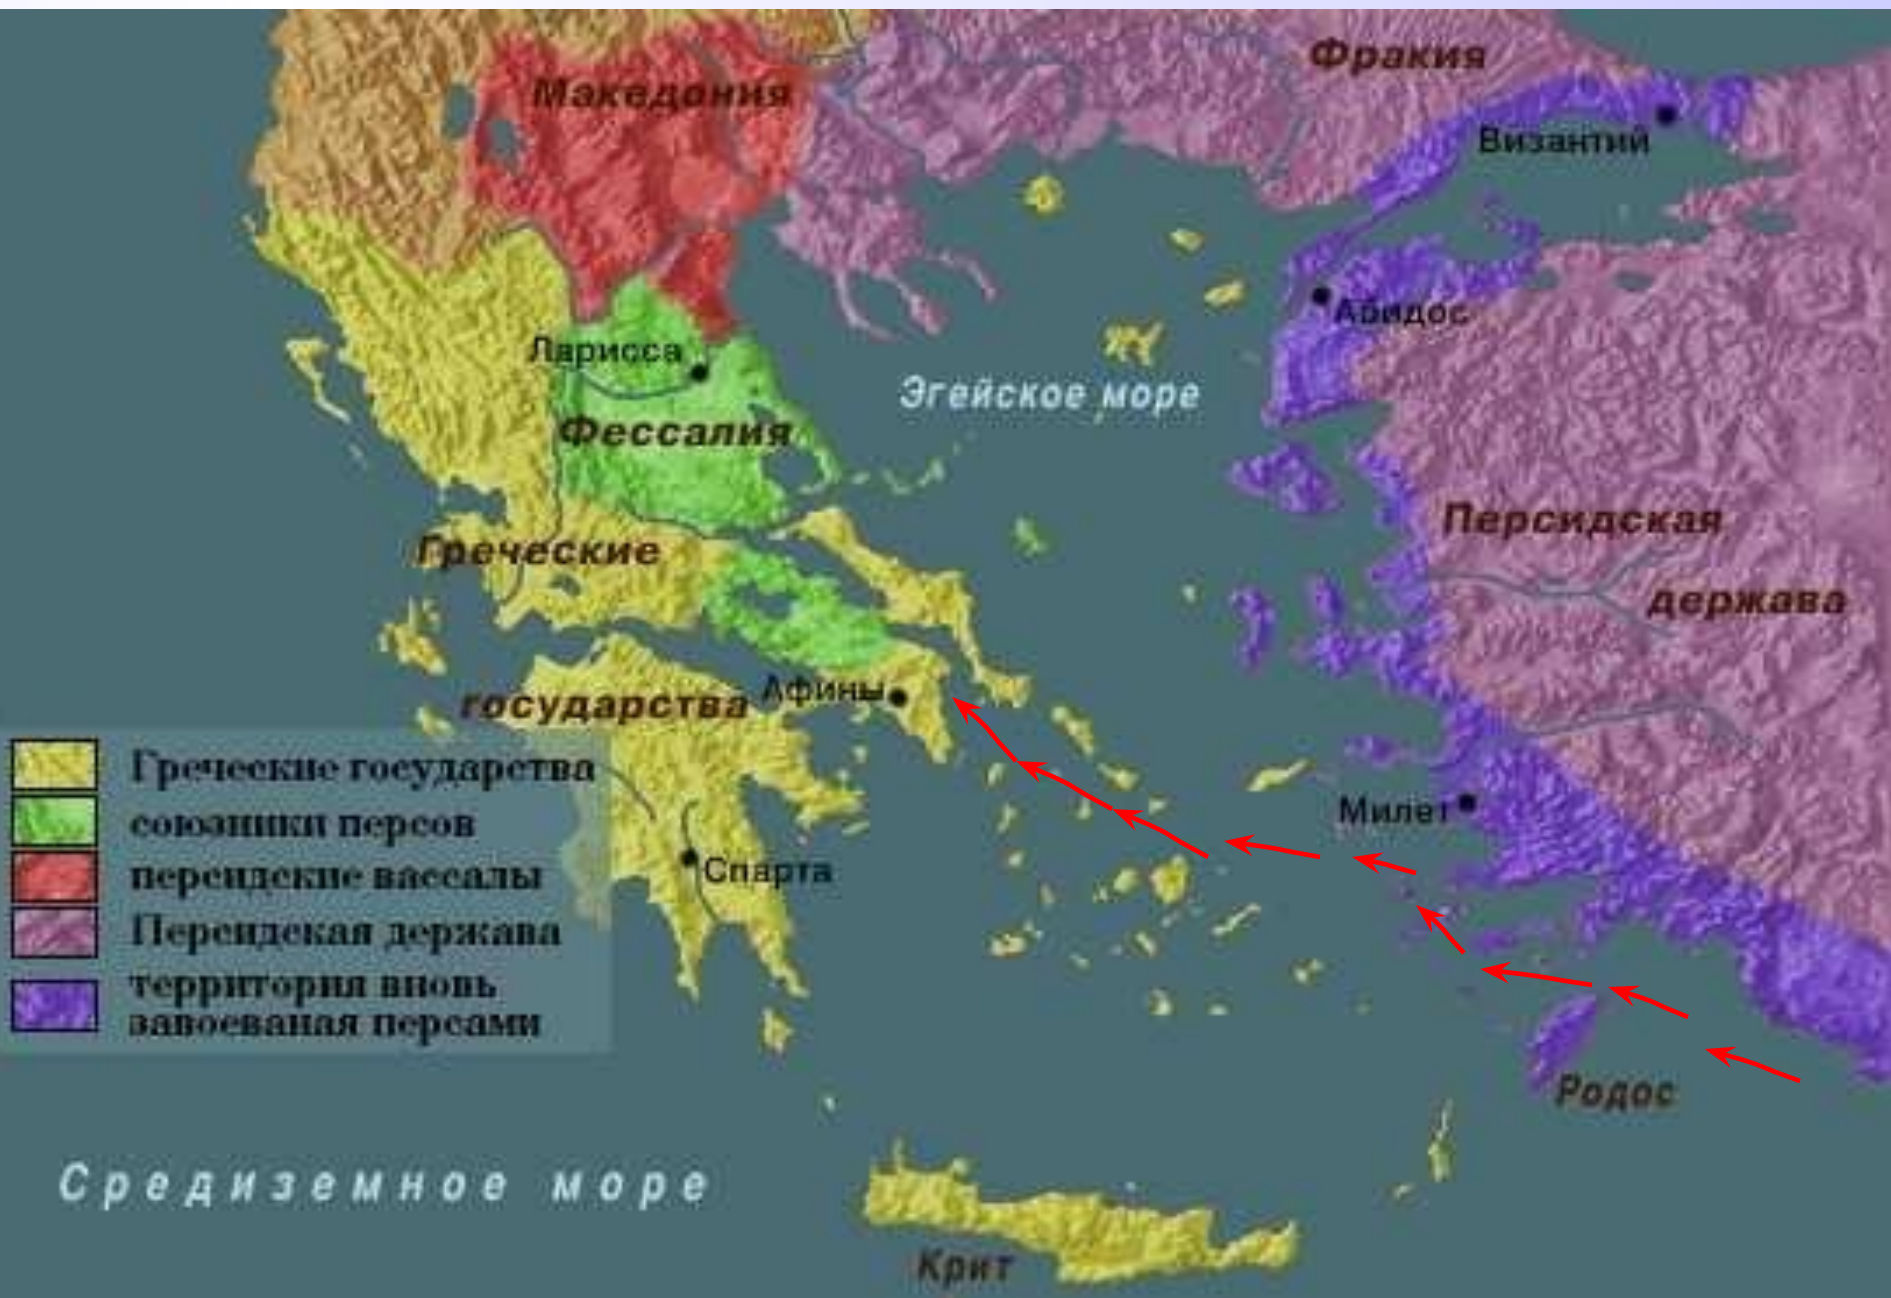 Фракия
Македония
Византий
Абидос
Ларисса
Эгейское море
Фессалия
Персидская
держава
Греческие
государства
Афины
Милет
Спарта
Греческие государства
союзники персов
персидские вассалы
Персидская держава
территория вновь
завоеваная персами
Родос
Средиземное море
Крит